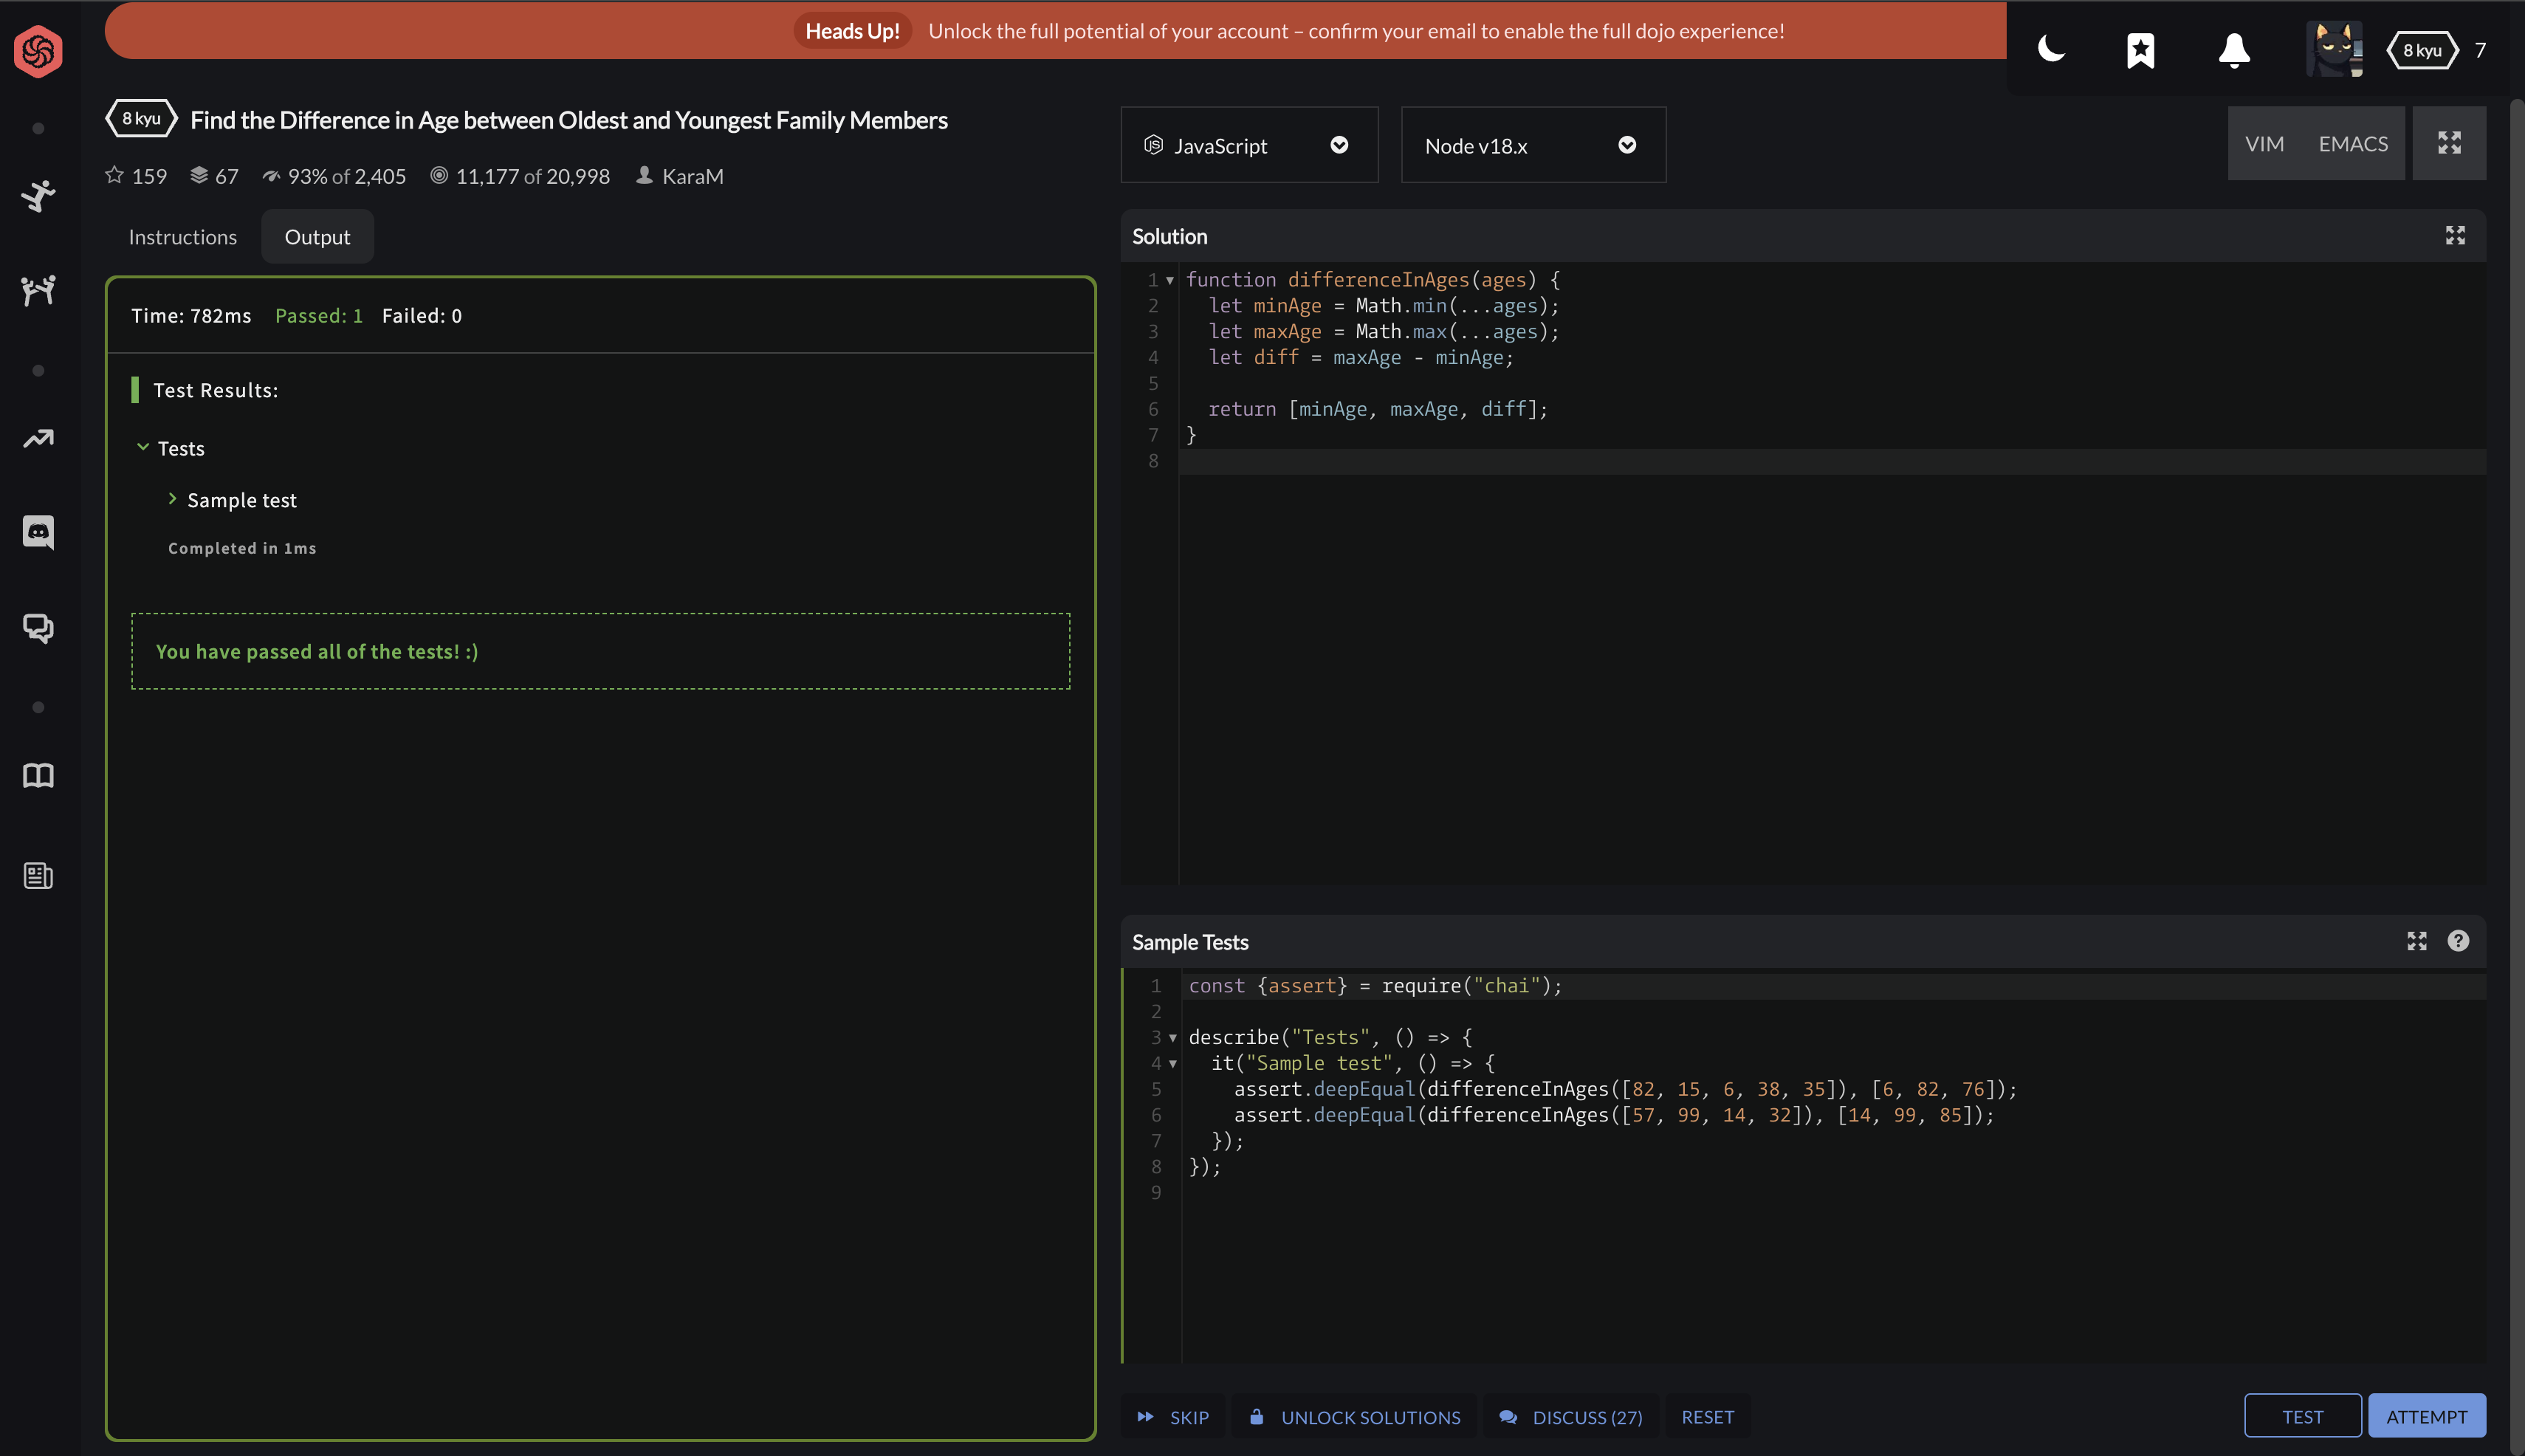 Heads Up! Unlock the full potential of your account – confirm your email to enable the full dojo experience!
8 kyu 7
8 kyu Find the Difference in Age between Oldest and Youngest Family Members
159 67 93% of 2,405 11,177 of 20,998 KaraM
Instructions Output
Time: 782ms Passed: 1 Failed: 0
Test Results:
Tests
Sample test
Completed in 1ms
You have passed all of the tests! :)
JavaScript Node v18.x VIM EMACS
Solution
1 function differenceInAges(ages) {
2   let minAge = Math.min(...ages);
3   let maxAge = Math.max(...ages);
4   let diff = maxAge - minAge;
5
6   return [minAge, maxAge, diff];
7 }
8
Sample Tests
1 const {assert} = require("chai");
2
3 describe("Tests", () => {
4   it("Sample test", () => {
5     assert.deepEqual(differenceInAges([82, 15, 6, 38, 35]), [6, 82, 76]);
6     assert.deepEqual(differenceInAges([57, 99, 14, 32]), [14, 99, 85]);
7   });
8 });
9
SKIP UNLOCK SOLUTIONS DISCUSS (27) RESET TEST ATTEMPT